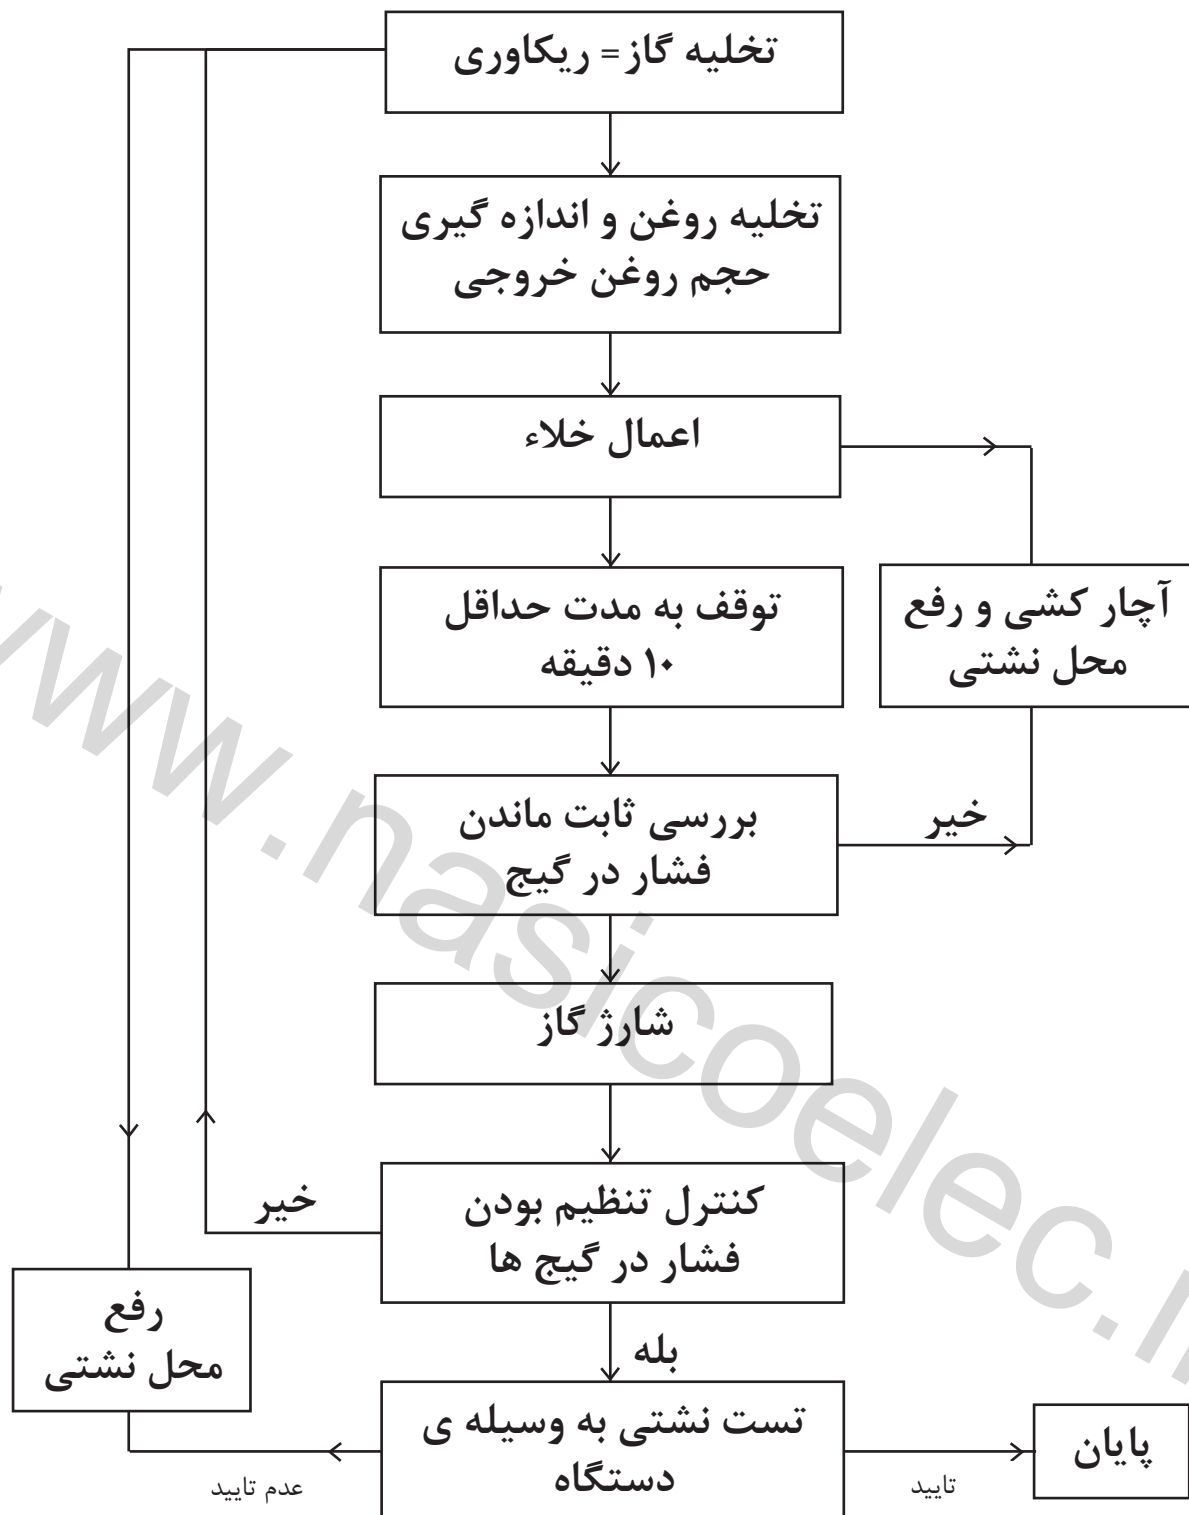 تخلیه گاز = ریکاوری
تخلیه روغن و اندازه گیری
حجم روغن خروجی
اعمال خلاء
توقف به مدت حداقل
۱۰ دقیقه
آچار کشی و رفع
محل نشتی
بررسی ثابت ماندن
فشار در گیج
خیر
شارژ گاز
کنترل تنظیم بودن
فشار در گیج ها
خیر
بله
رفع
محل نشتی
تست نشتی به وسیله ی
دستگاه
تایید
عدم تایید
پایان
www.nasicoelec.ir